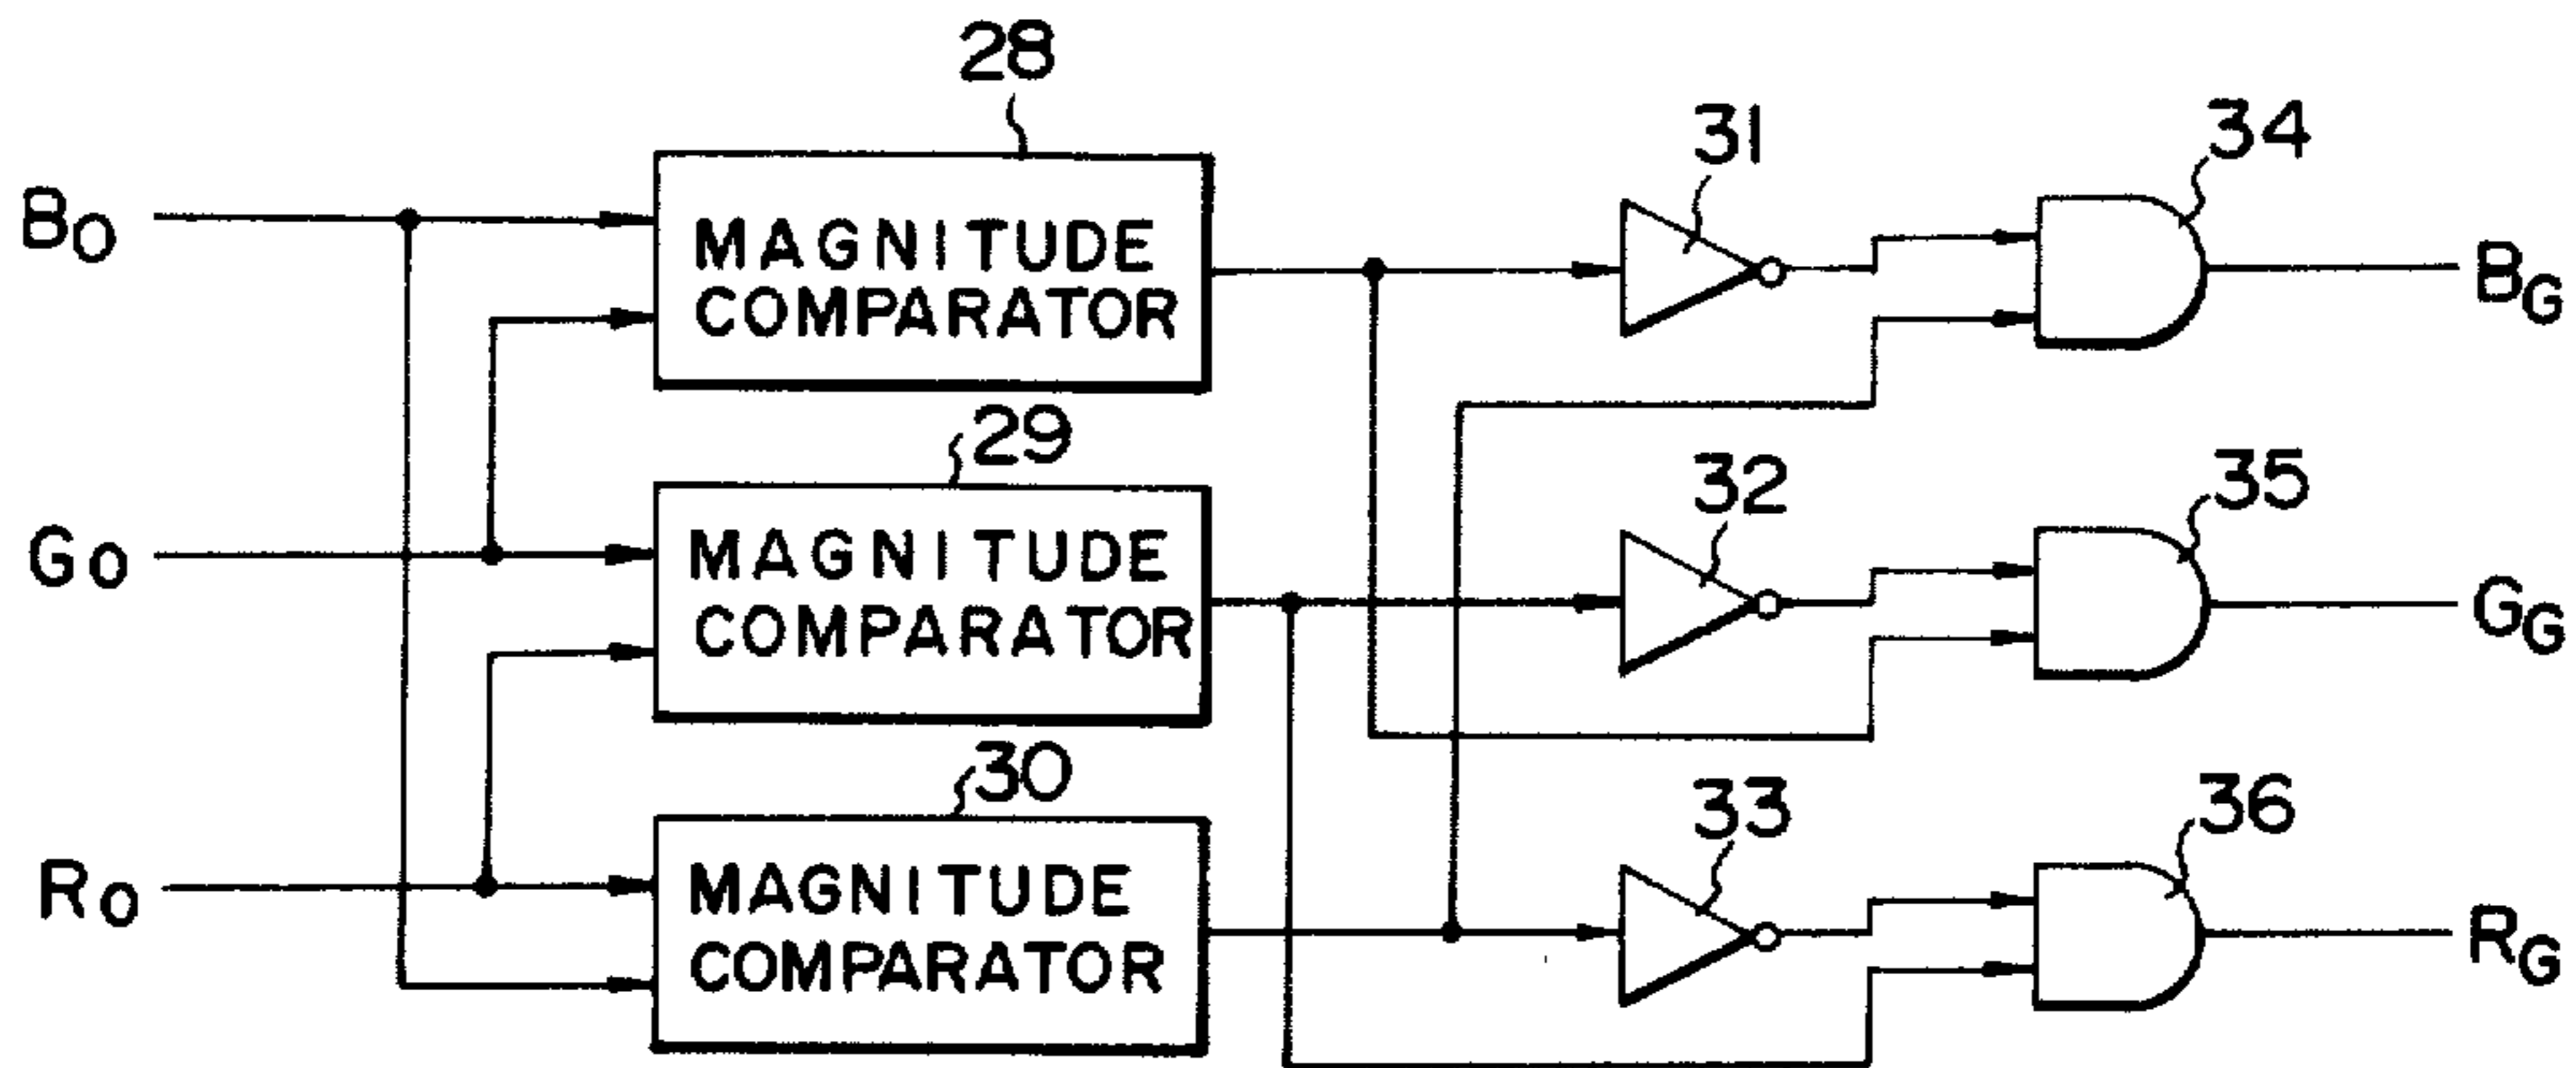 28
31
34
B0
MAGNITUDE
COMPARATOR
BG
29
32
35
G0
MAGNITUDE
COMPARATOR
GG
30
33
36
R0
MAGNITUDE
COMPARATOR
RG